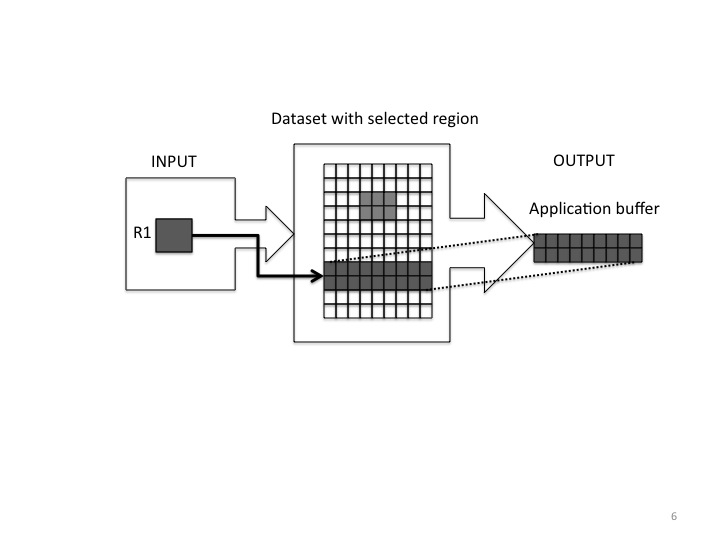 Dataset with selected region
INPUT
OUTPUT
Application buffer
R1
6